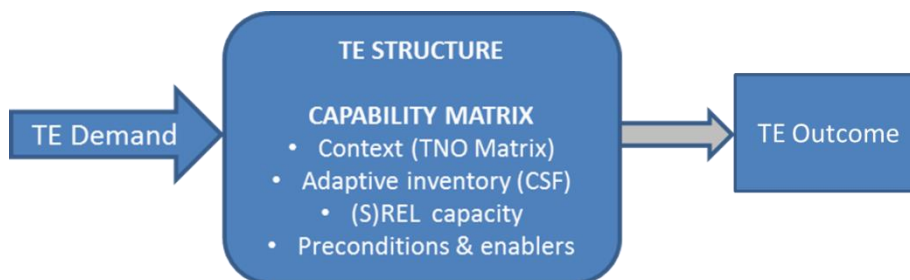 TE Demand
TE STRUCTURE
CAPABILITY MATRIX
• Context (TNO Matrix)
• Adaptive inventory (CSF)
• (S)REL capacity
• Preconditions & enablers
TE Outcome